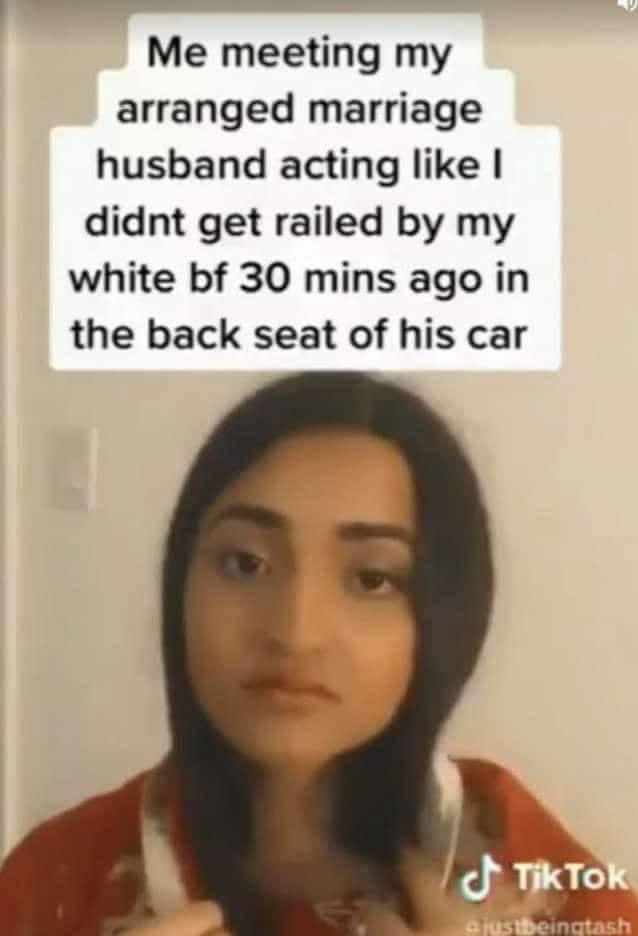 Me meeting my
arranged marriage
husband acting like I
didnt get railed by my
white bf 30 mins ago in
the back seat of his car
TikTok
@justbeingtash